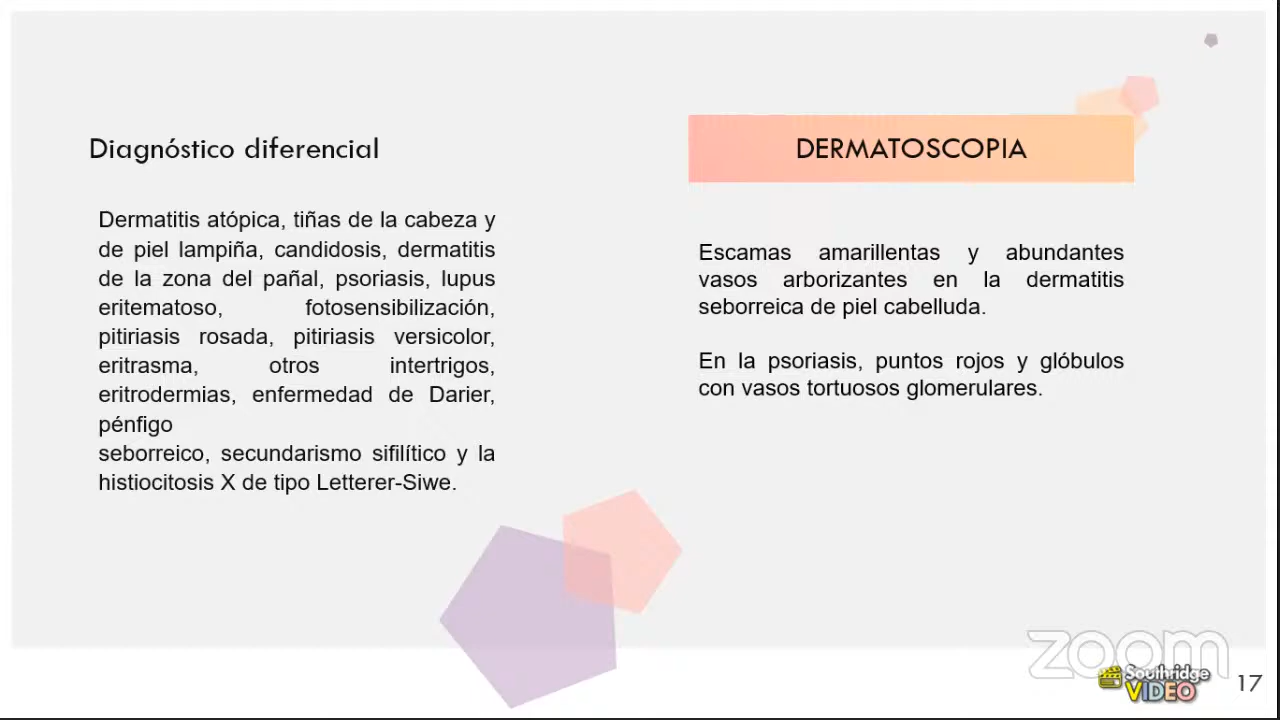 Diagnóstico diferencial
Dermatitis atópica, tiñas de la cabeza y
de piel lampiña, candidosis, dermatitis
de la zona del pañal, psoriasis, lupus
eritematoso, fotosensibilización,
pitiriasis rosada, pitiriasis versicolor,
eritrasma, otros intertrigos,
eritrodermias, enfermedad de Darier,
pénfigo
seborreico, secundarismo sifilítico y la
histiocitosis X de tipo Letterer-Siwe.
DERMATOSCOPIA
Escamas amarillentas y abundantes
vasos arborizantes en la dermatitis
seborreica de piel cabelluda.
En la psoriasis, puntos rojos y glóbulos
con vasos tortuosos glomerulares.
zoom
Southridge
VIDEO
17